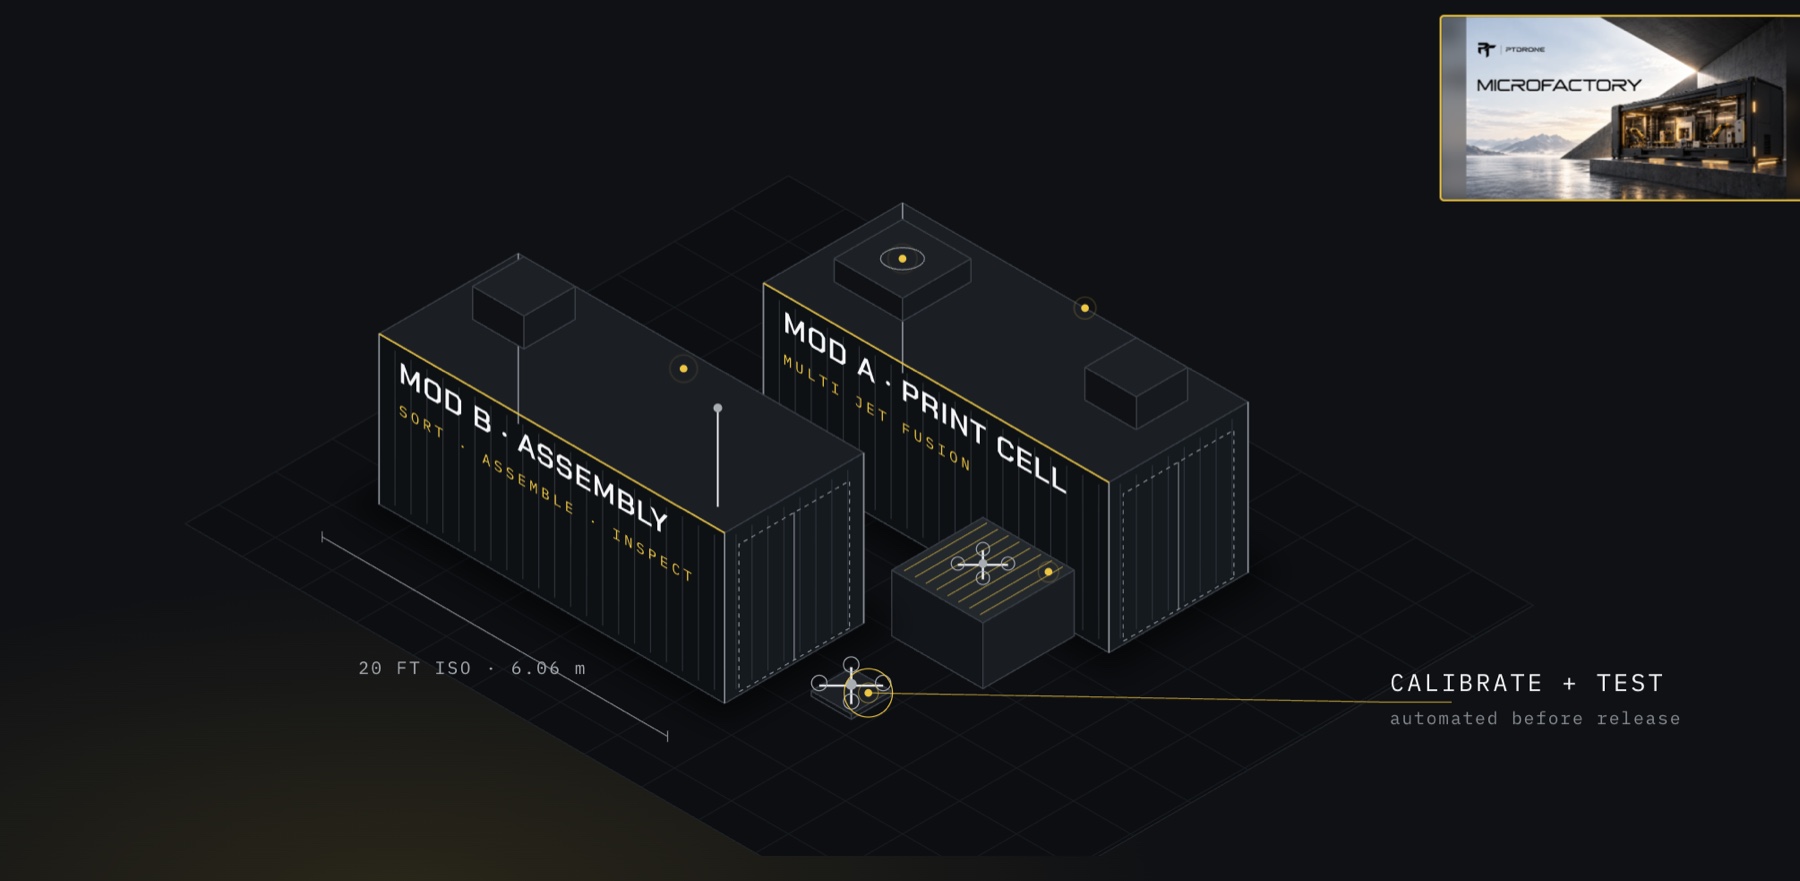 PT | PTDRONE
MICROFACTORY
MOD A · PRINT CELL
MULTI JET FUSION
MOD B · ASSEMBLY
SORT · ASSEMBLE · INSPECT
20 FT ISO · 6.06 m
CALIBRATE + TEST
automated before release